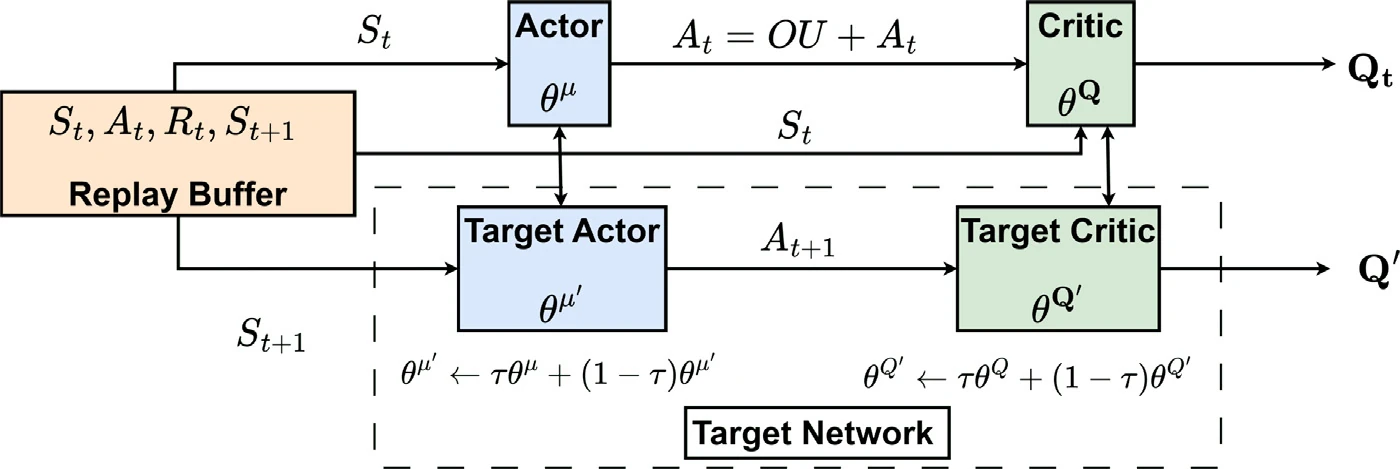 Actor
Critic
S_t
A_t = OU + A_t
θ^μ
θ^Q
Q_t
S_t, A_t, R_t, S_{t+1}
S_t
Replay Buffer
Target Actor
Target Critic
A_{t+1}
Q′
θ^{μ′}
θ^{Q′}
S_{t+1}
θ^{μ′} ← τθ^μ + (1 − τ)θ^{μ′}
θ^{Q′} ← τθ^Q + (1 − τ)θ^{Q′}
Target Network